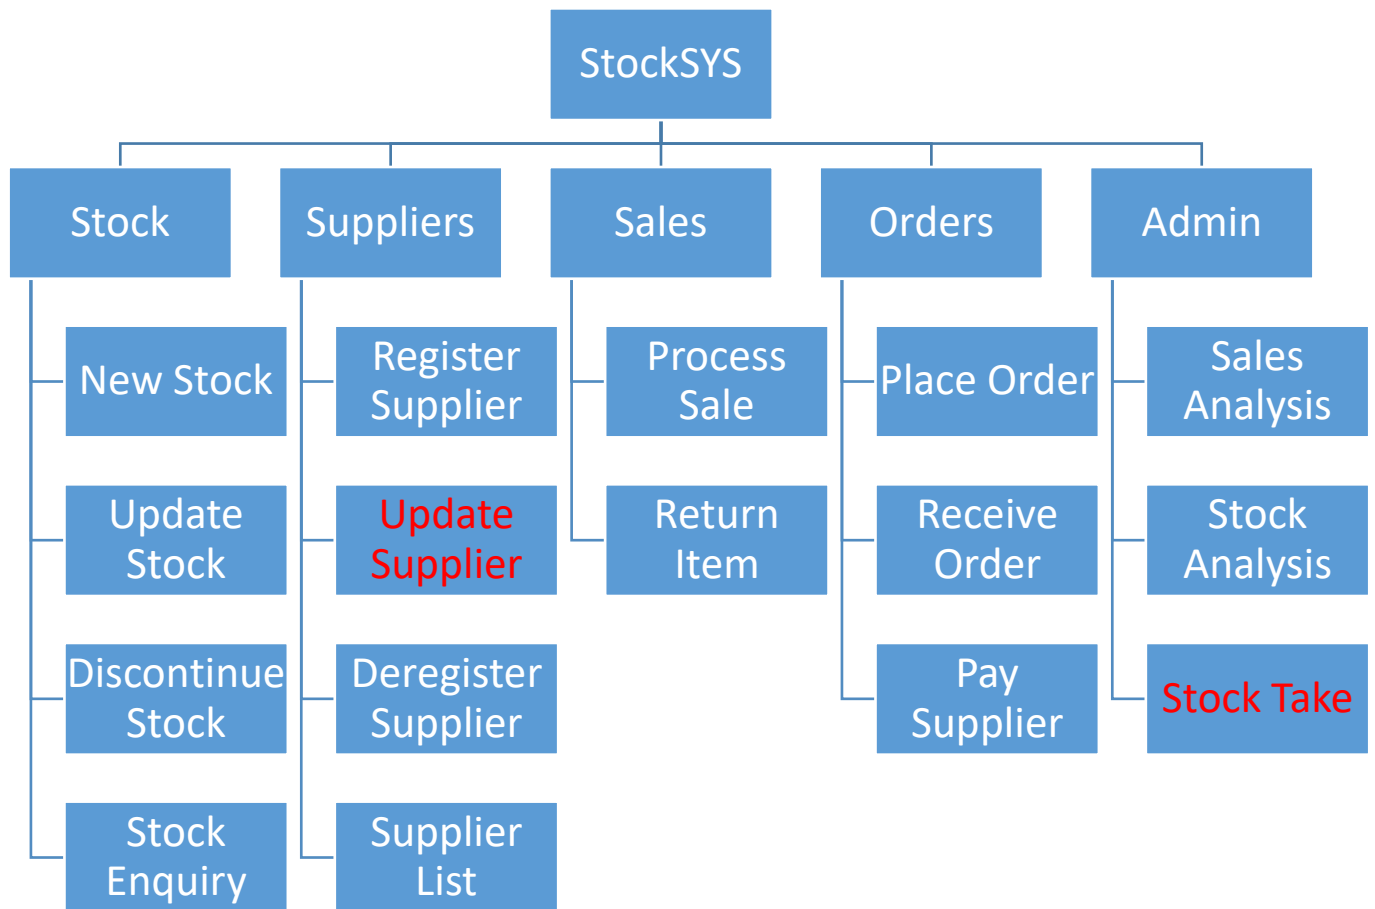 StockSYS
Stock
Suppliers
Sales
Orders
Admin
New Stock
Register
Supplier
Process
Sale
Place Order
Sales
Analysis
Update
Stock
Update
Supplier
Return
Item
Receive
Order
Stock
Analysis
Discontinue
Stock
Deregister
Supplier
Pay
Supplier
Stock Take
Stock
Enquiry
Supplier
List